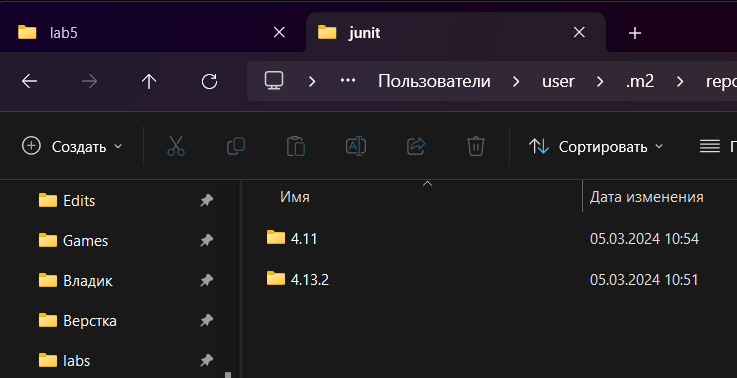 lab5
junit
Пользователи
user
.m2
repo
Создать
Сортировать
Имя
Дата изменения
Edits
4.11
05.03.2024 10:54
Games
4.13.2
05.03.2024 10:51
Владик
Верстка
labs